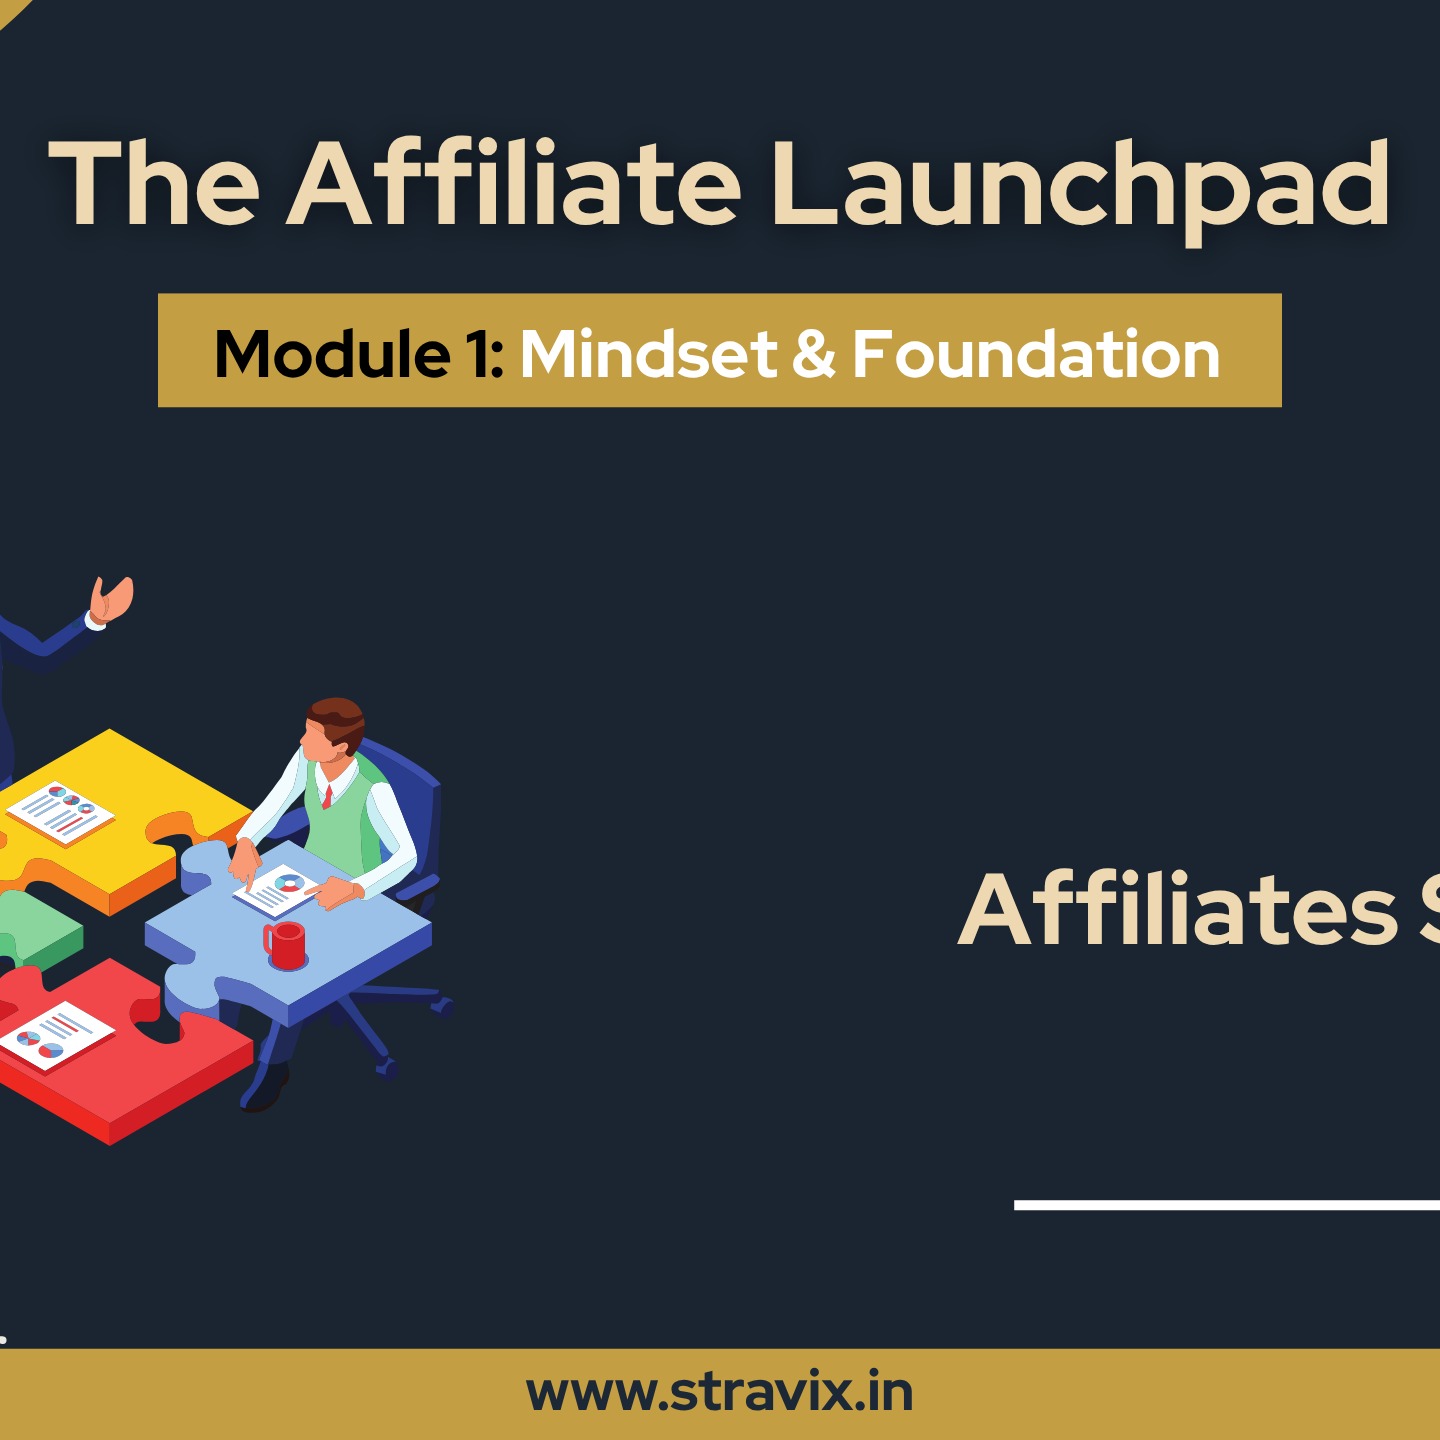 The Affiliate Launchpad
Module 1: Mindset & Foundation
Affiliates
www.stravix.in